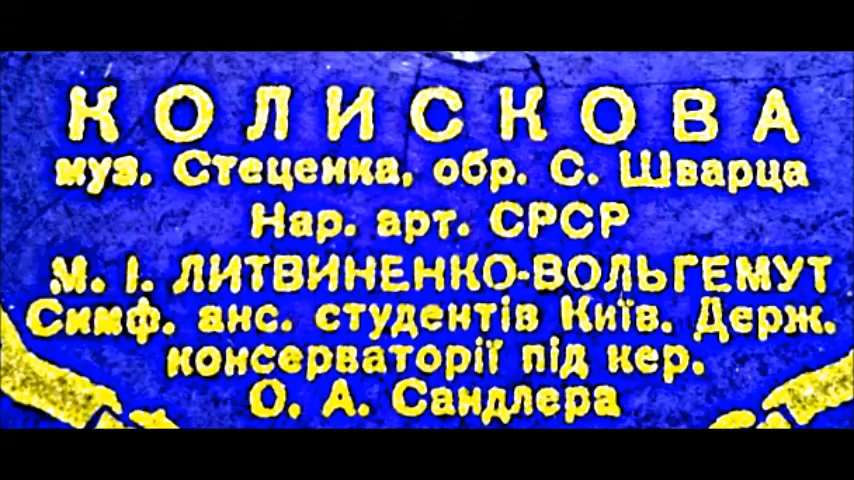 КОЛИСКОВА
муз. Стеценка, обр. С. Шварца
Нар. арт. СРСР
М. І. ЛИТВИНЕНКО-ВОЛЬГЕМУТ
Симф. анс. студентів Київ. Держ.
консерваторії під кер.
О. А. Сандлера